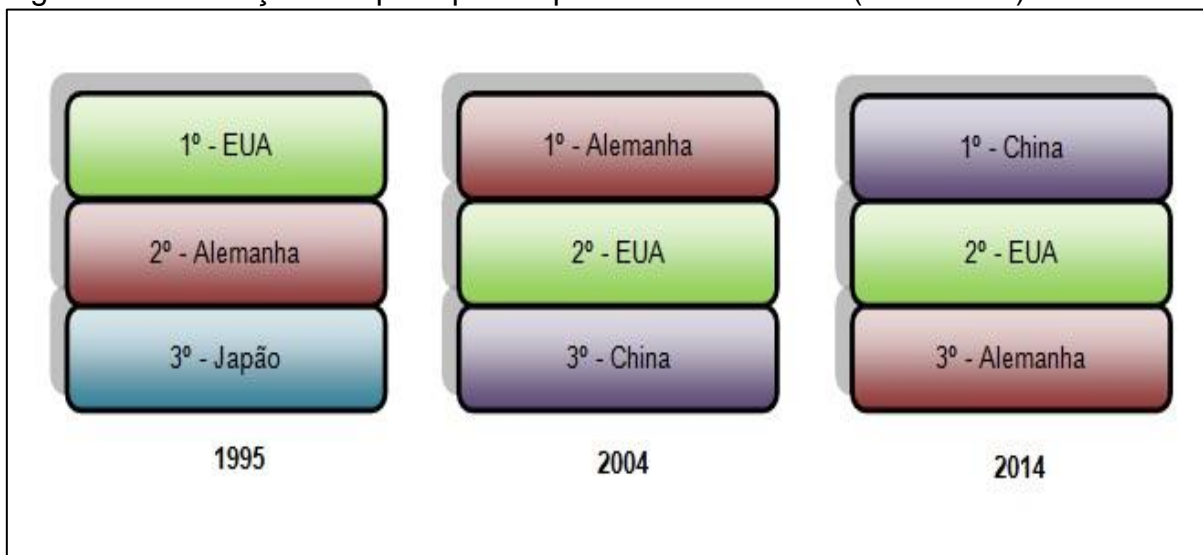 1º - EUA
2º - Alemanha
3º - Japão
1995
1º - Alemanha
2º - EUA
3º - China
2004
1º - China
2º - EUA
3º - Alemanha
2014